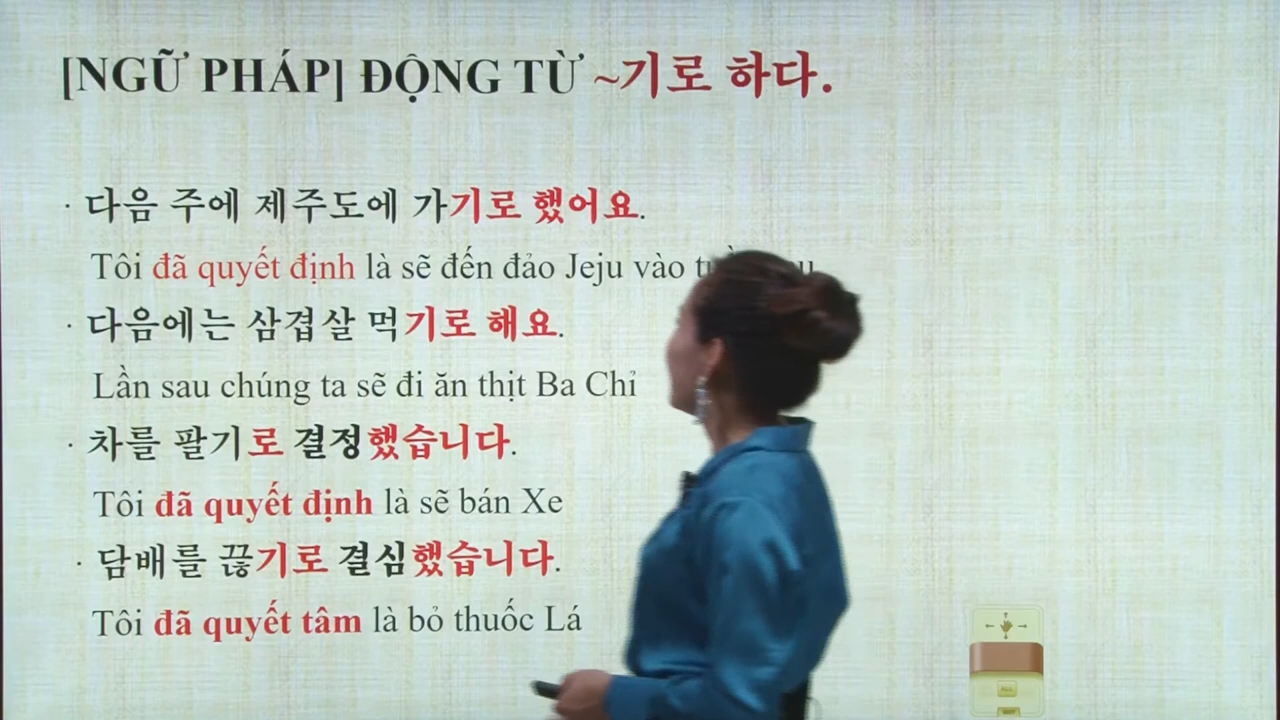 [NGỮ PHÁP] ĐỘNG TỪ ~기로 하다.
· 다음 주에 제주도에 가기로 했어요.
Tôi đã quyết định là sẽ đến đảo Jeju vào
· 다음에는 삼겹살 먹기로 해요.
Lần sau chúng ta sẽ đi ăn thịt Ba Chỉ
· 차를 팔기로 결정했습니다.
Tôi đã quyết định là sẽ bán Xe
· 담배를 끊기로 결심했습니다.
Tôi đã quyết tâm là bỏ thuốc Lá